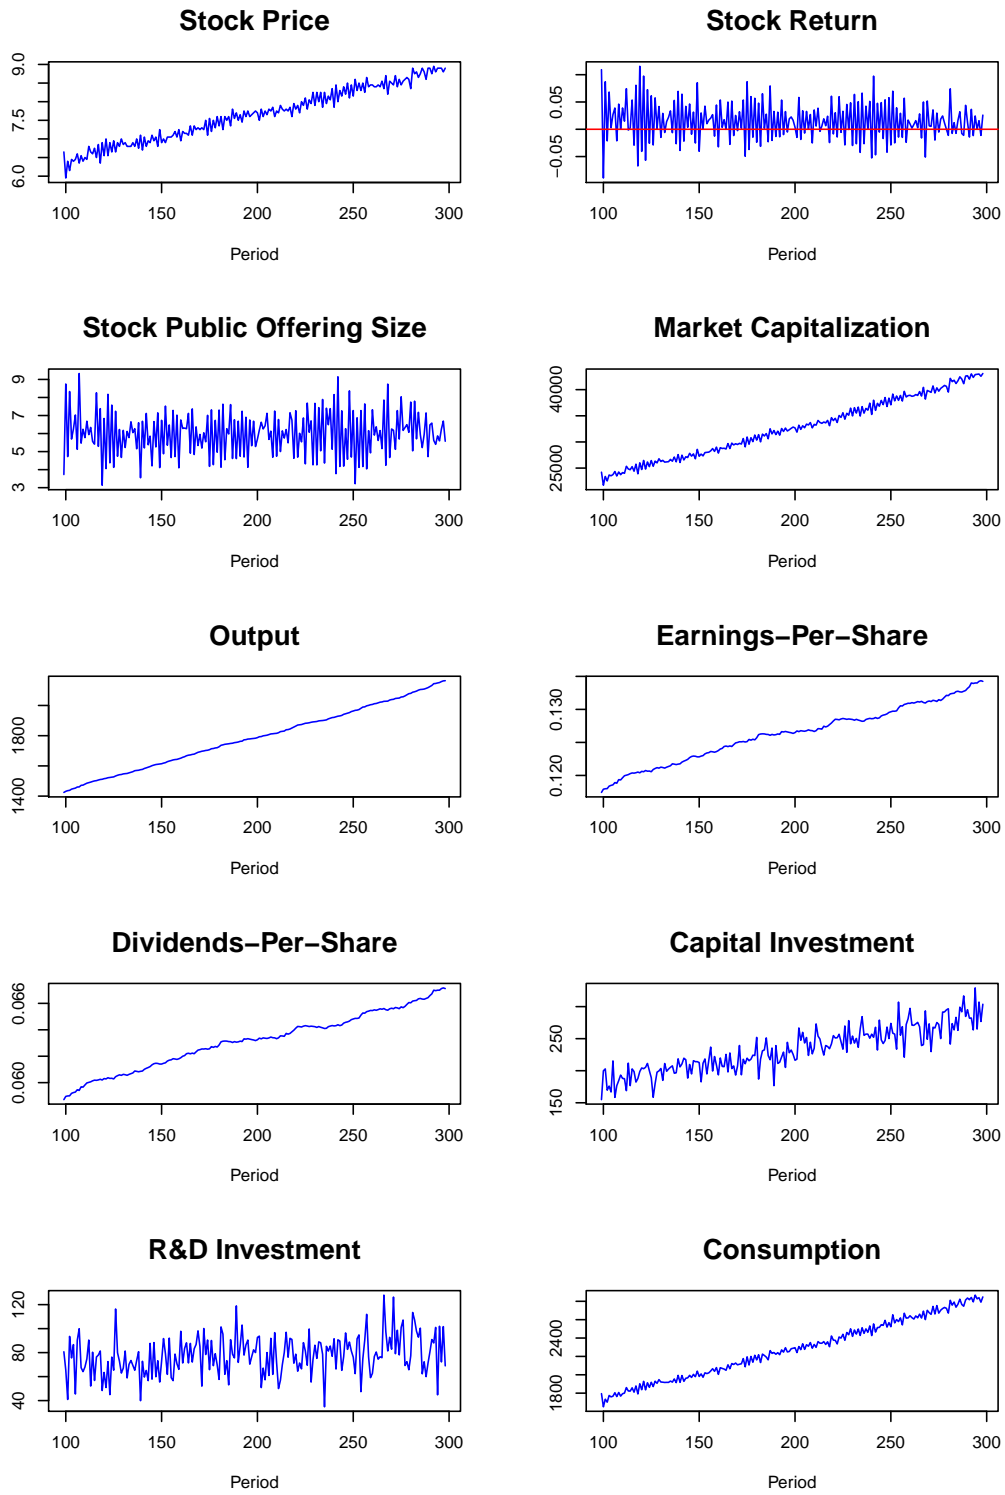 Stock Price
9.0
7.5
6.0
100 150 200 250 300
Period
Stock Return
0.05
−0.05
100 150 200 250 300
Period
Stock Public Offering Size
9
7
5
3
100 150 200 250 300
Period
Market Capitalization
40000
25000
100 150 200 250 300
Period
Output
1800
1400
100 150 200 250 300
Period
Earnings−Per−Share
0.130
0.120
100 150 200 250 300
Period
Dividends−Per−Share
0.066
0.060
100 150 200 250 300
Period
Capital Investment
250
150
100 150 200 250 300
Period
R&D Investment
120
80
40
100 150 200 250 300
Period
Consumption
2400
1800
100 150 200 250 300
Period